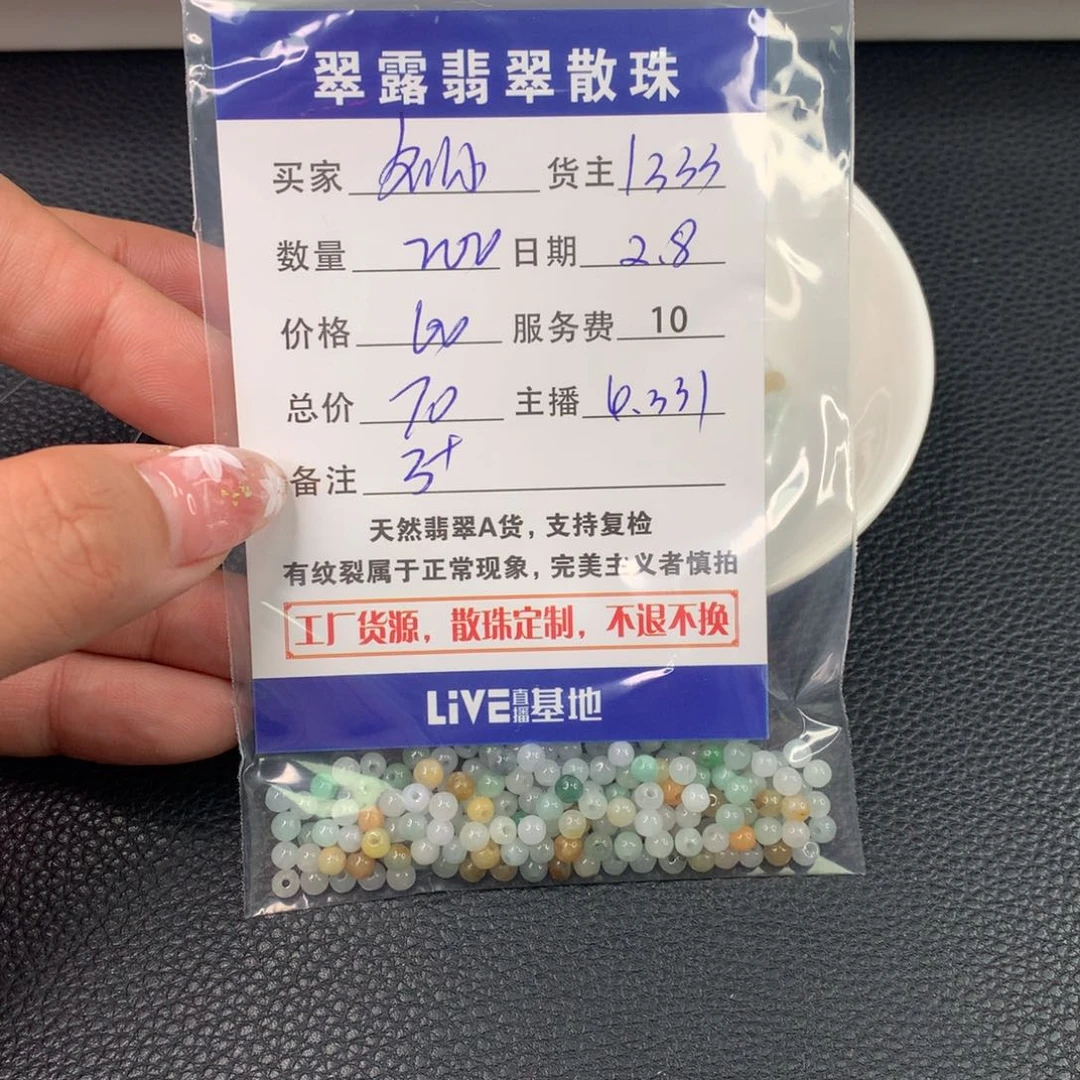 翠露翡翠散珠
买家 货主 1333
数量 200 日期 2.8
价格 60 服务费 10
总价 70 主播 6.331
备注 3+
天然翡翠A货,支持复检
有纹裂属于正常现象,完美主义者慎拍
工厂货源,散珠定制,不退不换
LiVE直播基地